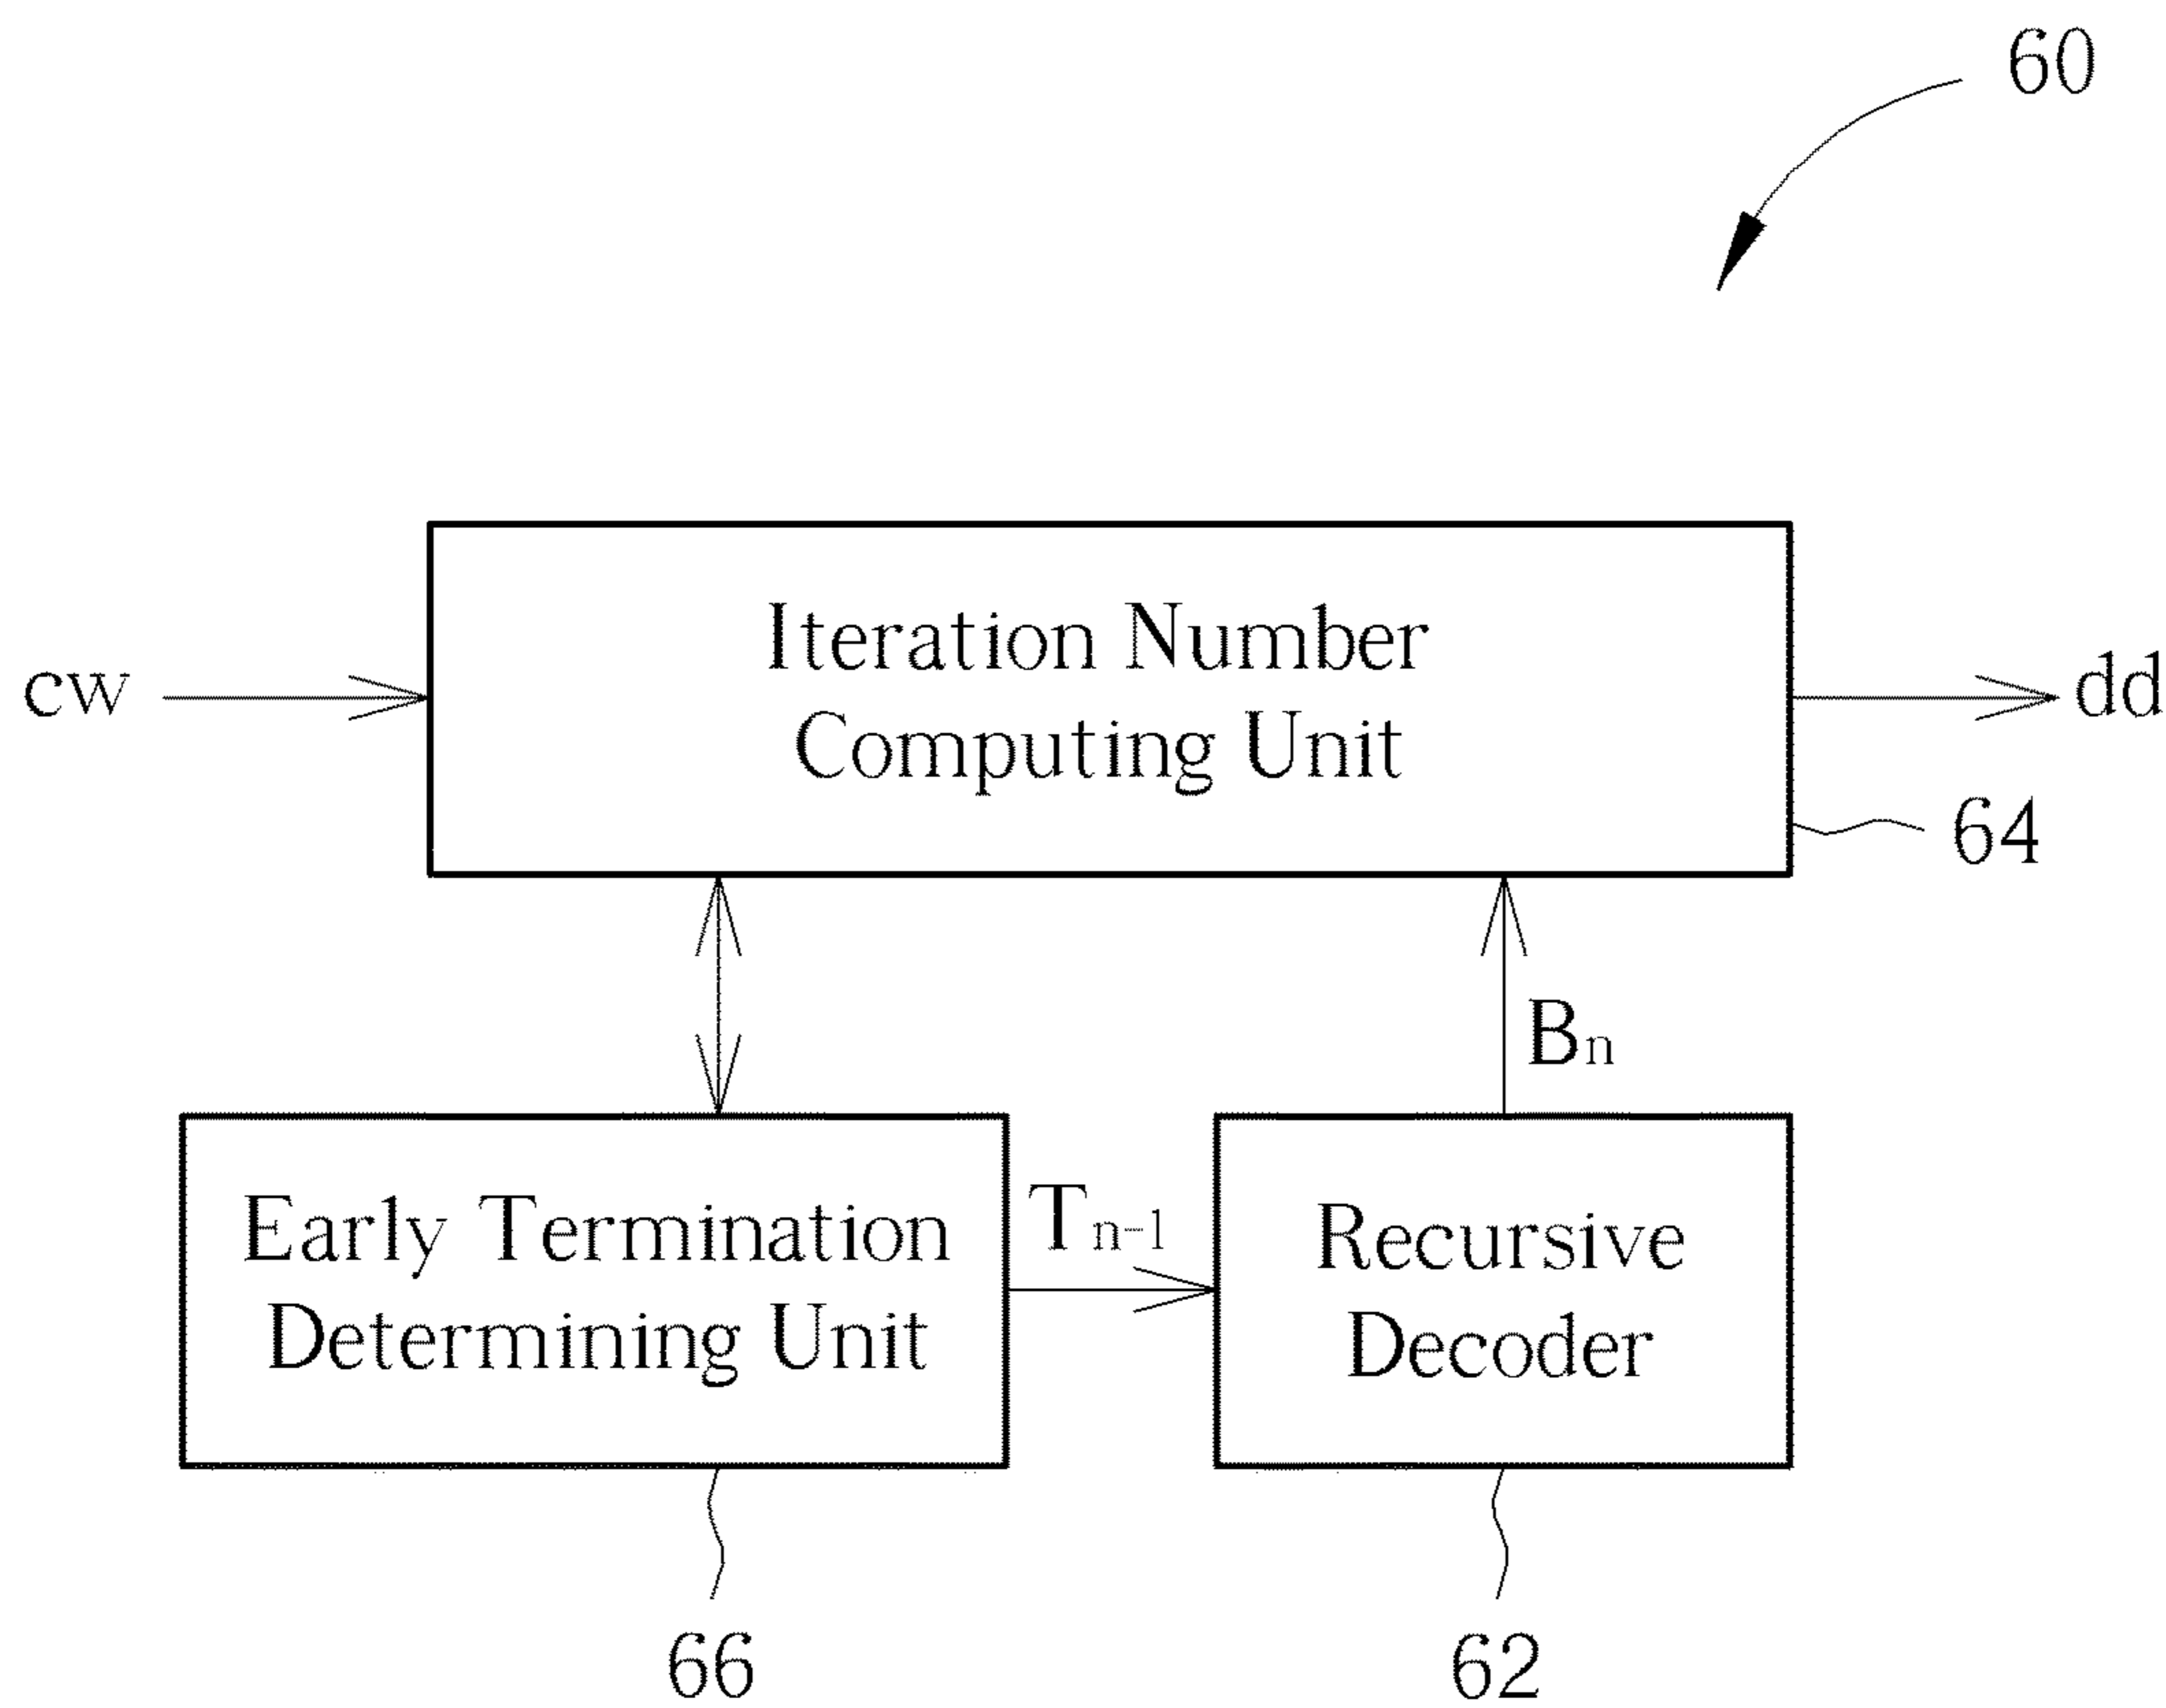 60
Iteration Number
Computing Unit
cw
dd
64
Bn
Early Termination
Determining Unit
Tn-1
Recursive
Decoder
66
62